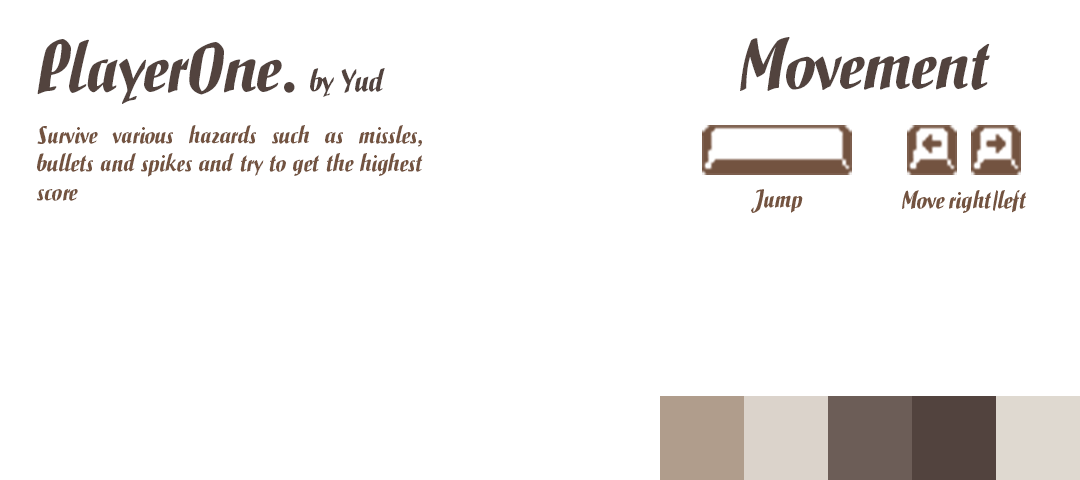 PlayerOne. by Yud
Survive various hazards such as missles,
bullets and spikes and try to get the highest
score
Movement
Jump
Move right/left